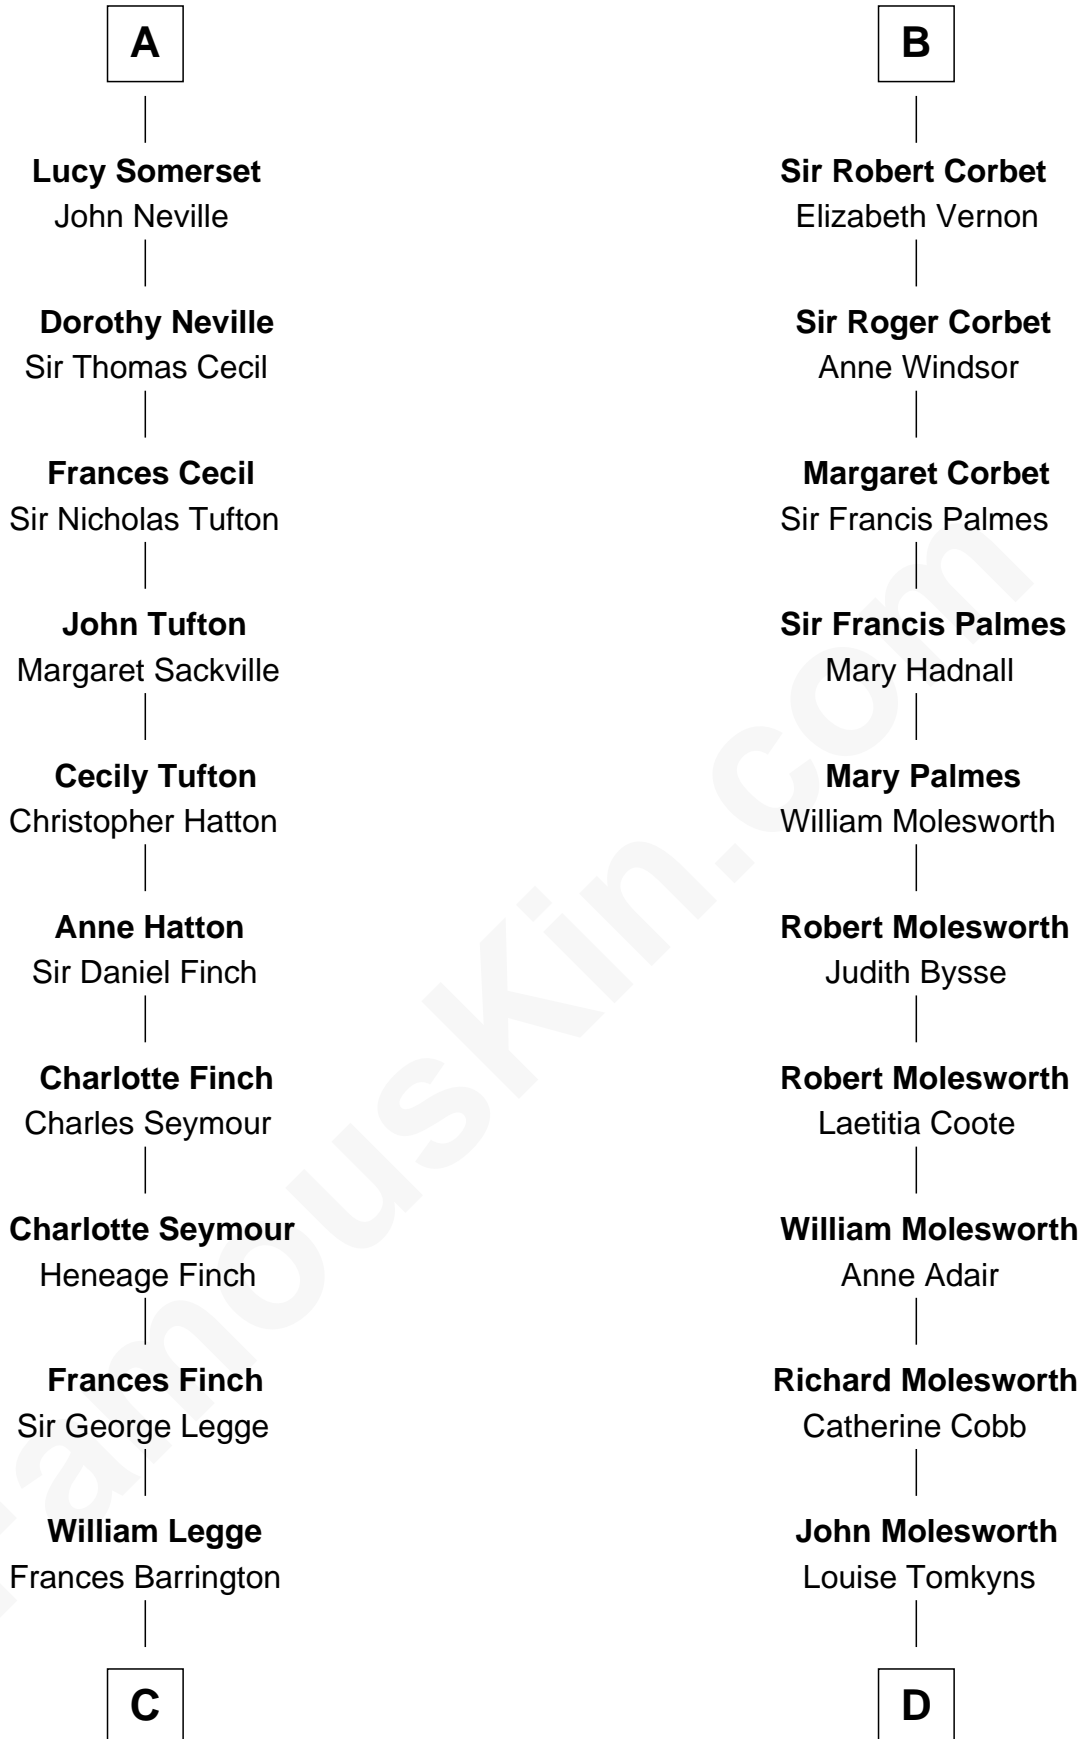 A
Lucy Somerset
John Neville
Dorothy Neville
Sir Thomas Cecil
Frances Cecil
Sir Nicholas Tufton
John Tufton
Margaret Sackville
Cecily Tufton
Christopher Hatton
Anne Hatton
Sir Daniel Finch
Charlotte Finch
Charles Seymour
Charlotte Seymour
Heneage Finch
Frances Finch
Sir George Legge
William Legge
Frances Barrington
C
B
Sir Robert Corbet
Elizabeth Vernon
Sir Roger Corbet
Anne Windsor
Margaret Corbet
Sir Francis Palmes
Sir Francis Palmes
Mary Hadnall
Mary Palmes
William Molesworth
Robert Molesworth
Judith Bysse
Robert Molesworth
Laetitia Coote
William Molesworth
Anne Adair
Richard Molesworth
Catherine Cobb
John Molesworth
Louise Tomkyns
D
FamousKin.com